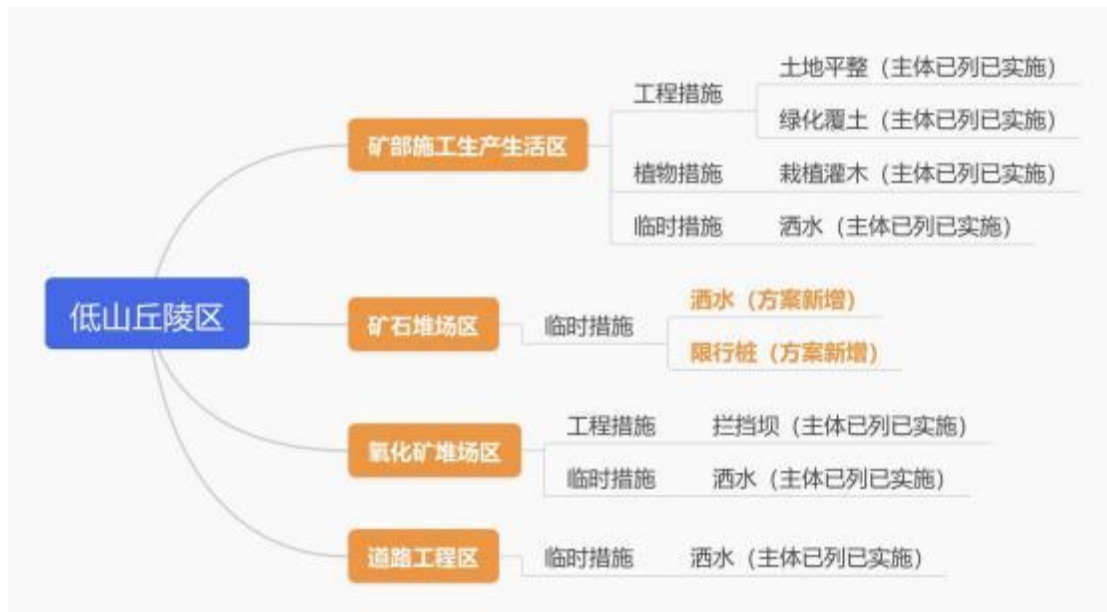 低山丘陵区
矿部施工生产生活区
工程措施
土地平整（主体已列已实施）
绿化覆土（主体已列已实施）
植物措施
栽植灌木（主体已列已实施）
临时措施
洒水（主体已列已实施）
矿石堆场区
临时措施
洒水（方案新增）
限行桩（方案新增）
氧化矿堆场区
工程措施
拦挡坝（主体已列已实施）
临时措施
洒水（主体已列已实施）
道路工程区
临时措施
洒水（主体已列已实施）